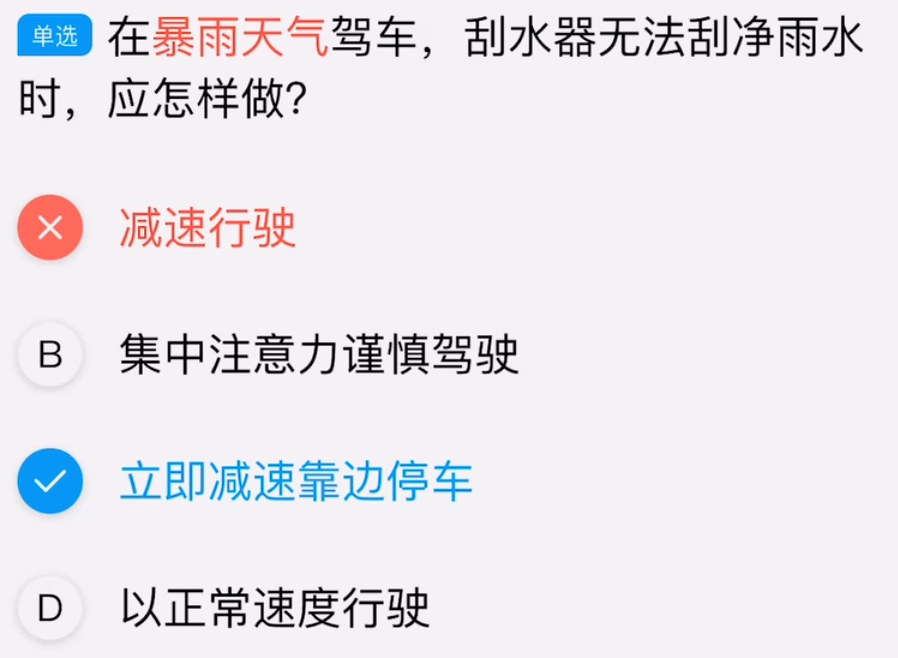 单选 在暴雨天气驾车，刮水器无法刮净雨水
时，应怎样做？
减速行驶
B 集中注意力谨慎驾驶
立即减速靠边停车
D 以正常速度行驶